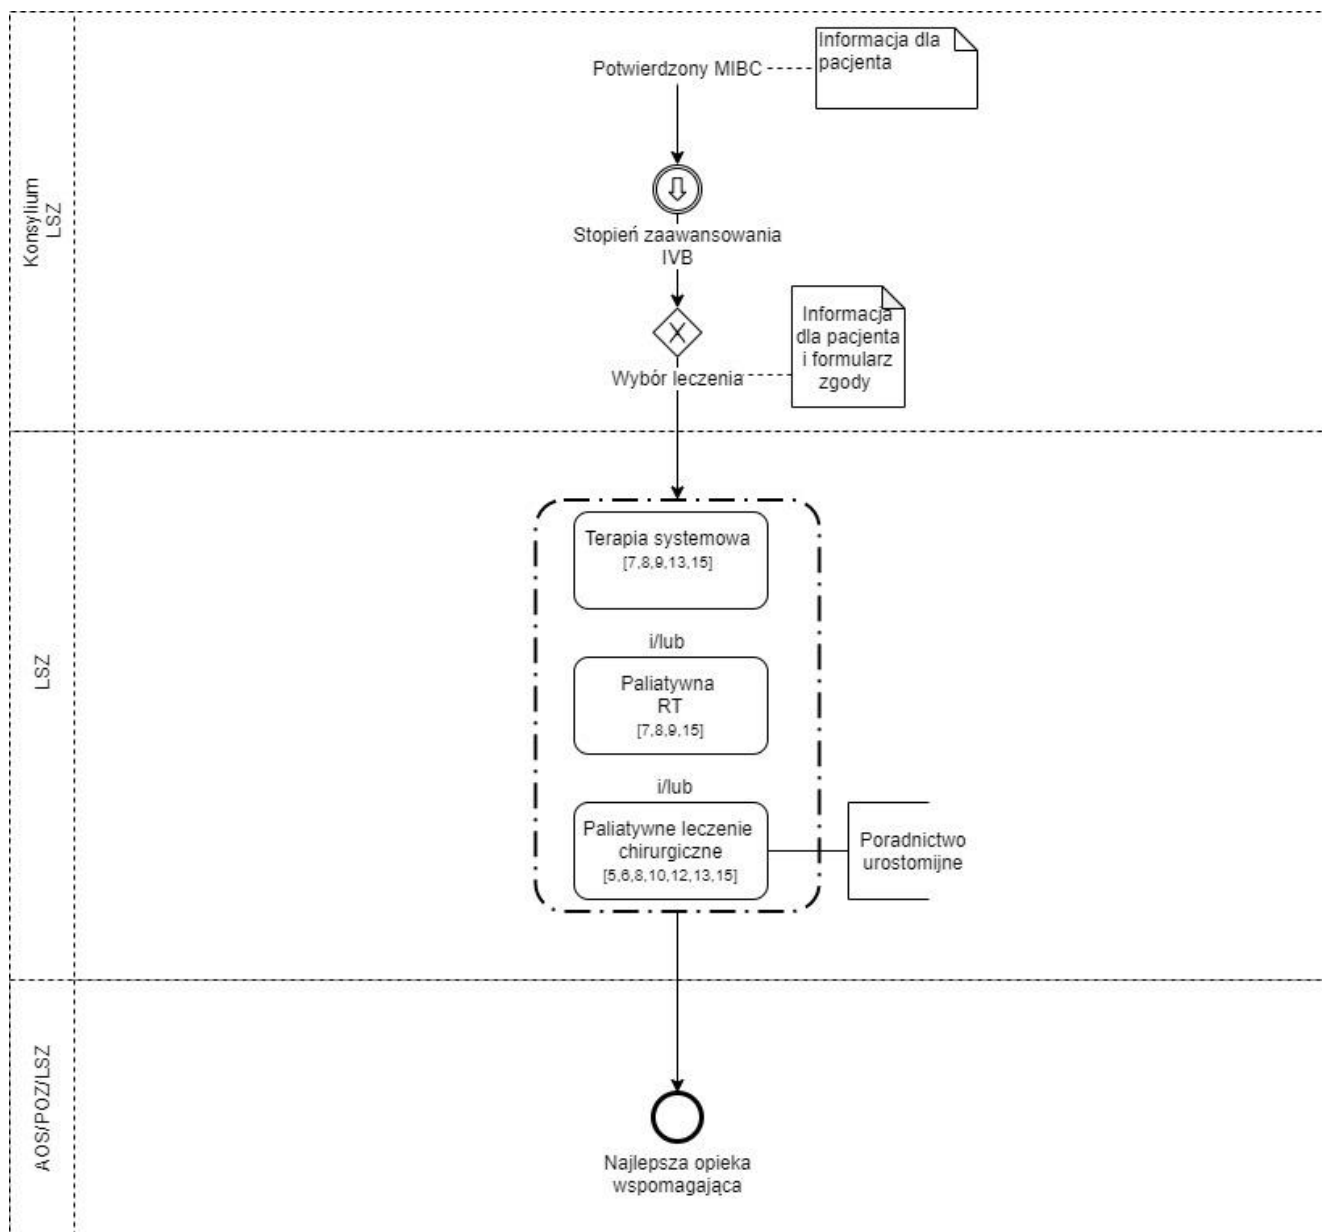 Konsylium
LSZ
Potwierdzony MIBC
Informacja dla
pacjenta
Stopień zaawansowania
IVB
Wybór leczenia
Informacja
dla pacjenta
i formularz
zgody
LSZ
Terapia systemowa
[7,8,9,13,15]
i/lub
Paliatywna
RT
[7,8,9,15]
i/lub
Paliatywne leczenie
chirurgiczne
[5,6,8,10,12,13,15]
Poradnictwo
urostomijne
AOS/POZ/LSZ
Najlepsza opieka
wspomagająca